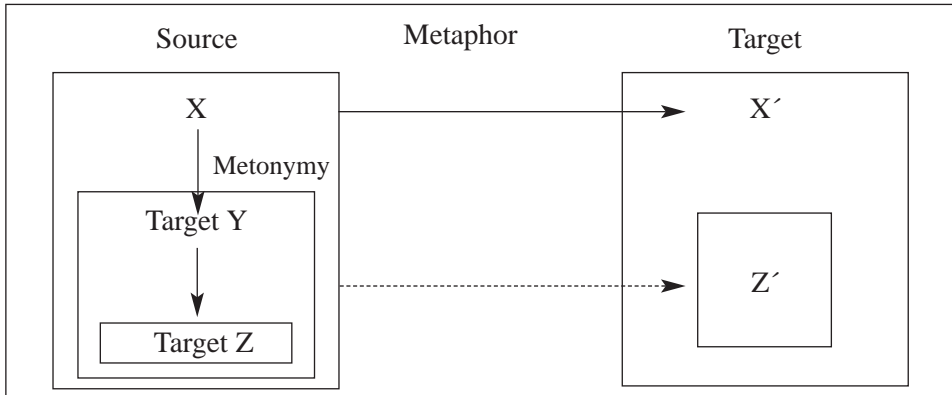 Source Metaphor Target
X X´
Metonymy
Target Y
Z´
Target Z